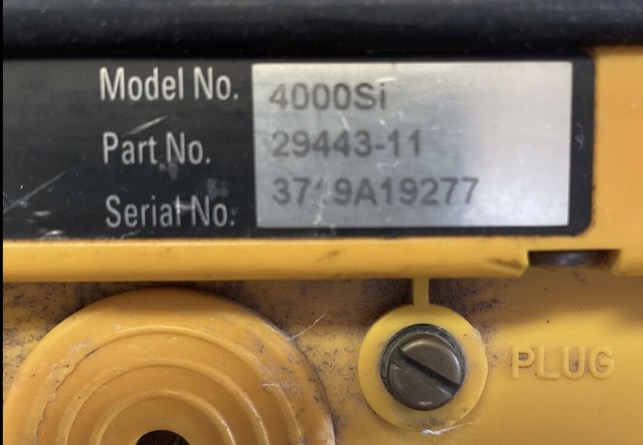 Model No. 4000Si
Part No. 29443-11
Serial No.
PLUG